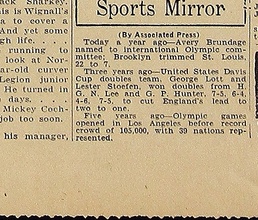 ack Sharkey.
is is Wignall's
to cover a
And yet some
high life. . . .
running to
look at Nor-
ar-old curver
Legion junior
He turned in
days. . . .
Mickey Coch-
job too soon.
his manager,
Sports Mirror
(By Associated Press)
Today a year ago—Avery Brundage
named to International Olympic com-
mittee; Brooklyn trimmed St. Louis,
22 to 7.
Three years ago—United States Davis
Cup doubles team, George Lott and
Lester Stoefen, won doubles from H.
G. N. Lee and G. P. Hunter, 7-5, 6-4,
4-6, 7-5, to cut England's lead to
two to one.
Five years ago—Olympic games
opened in Los Angeles before record
crowd of 105,000, with 39 nations rep-
resented.